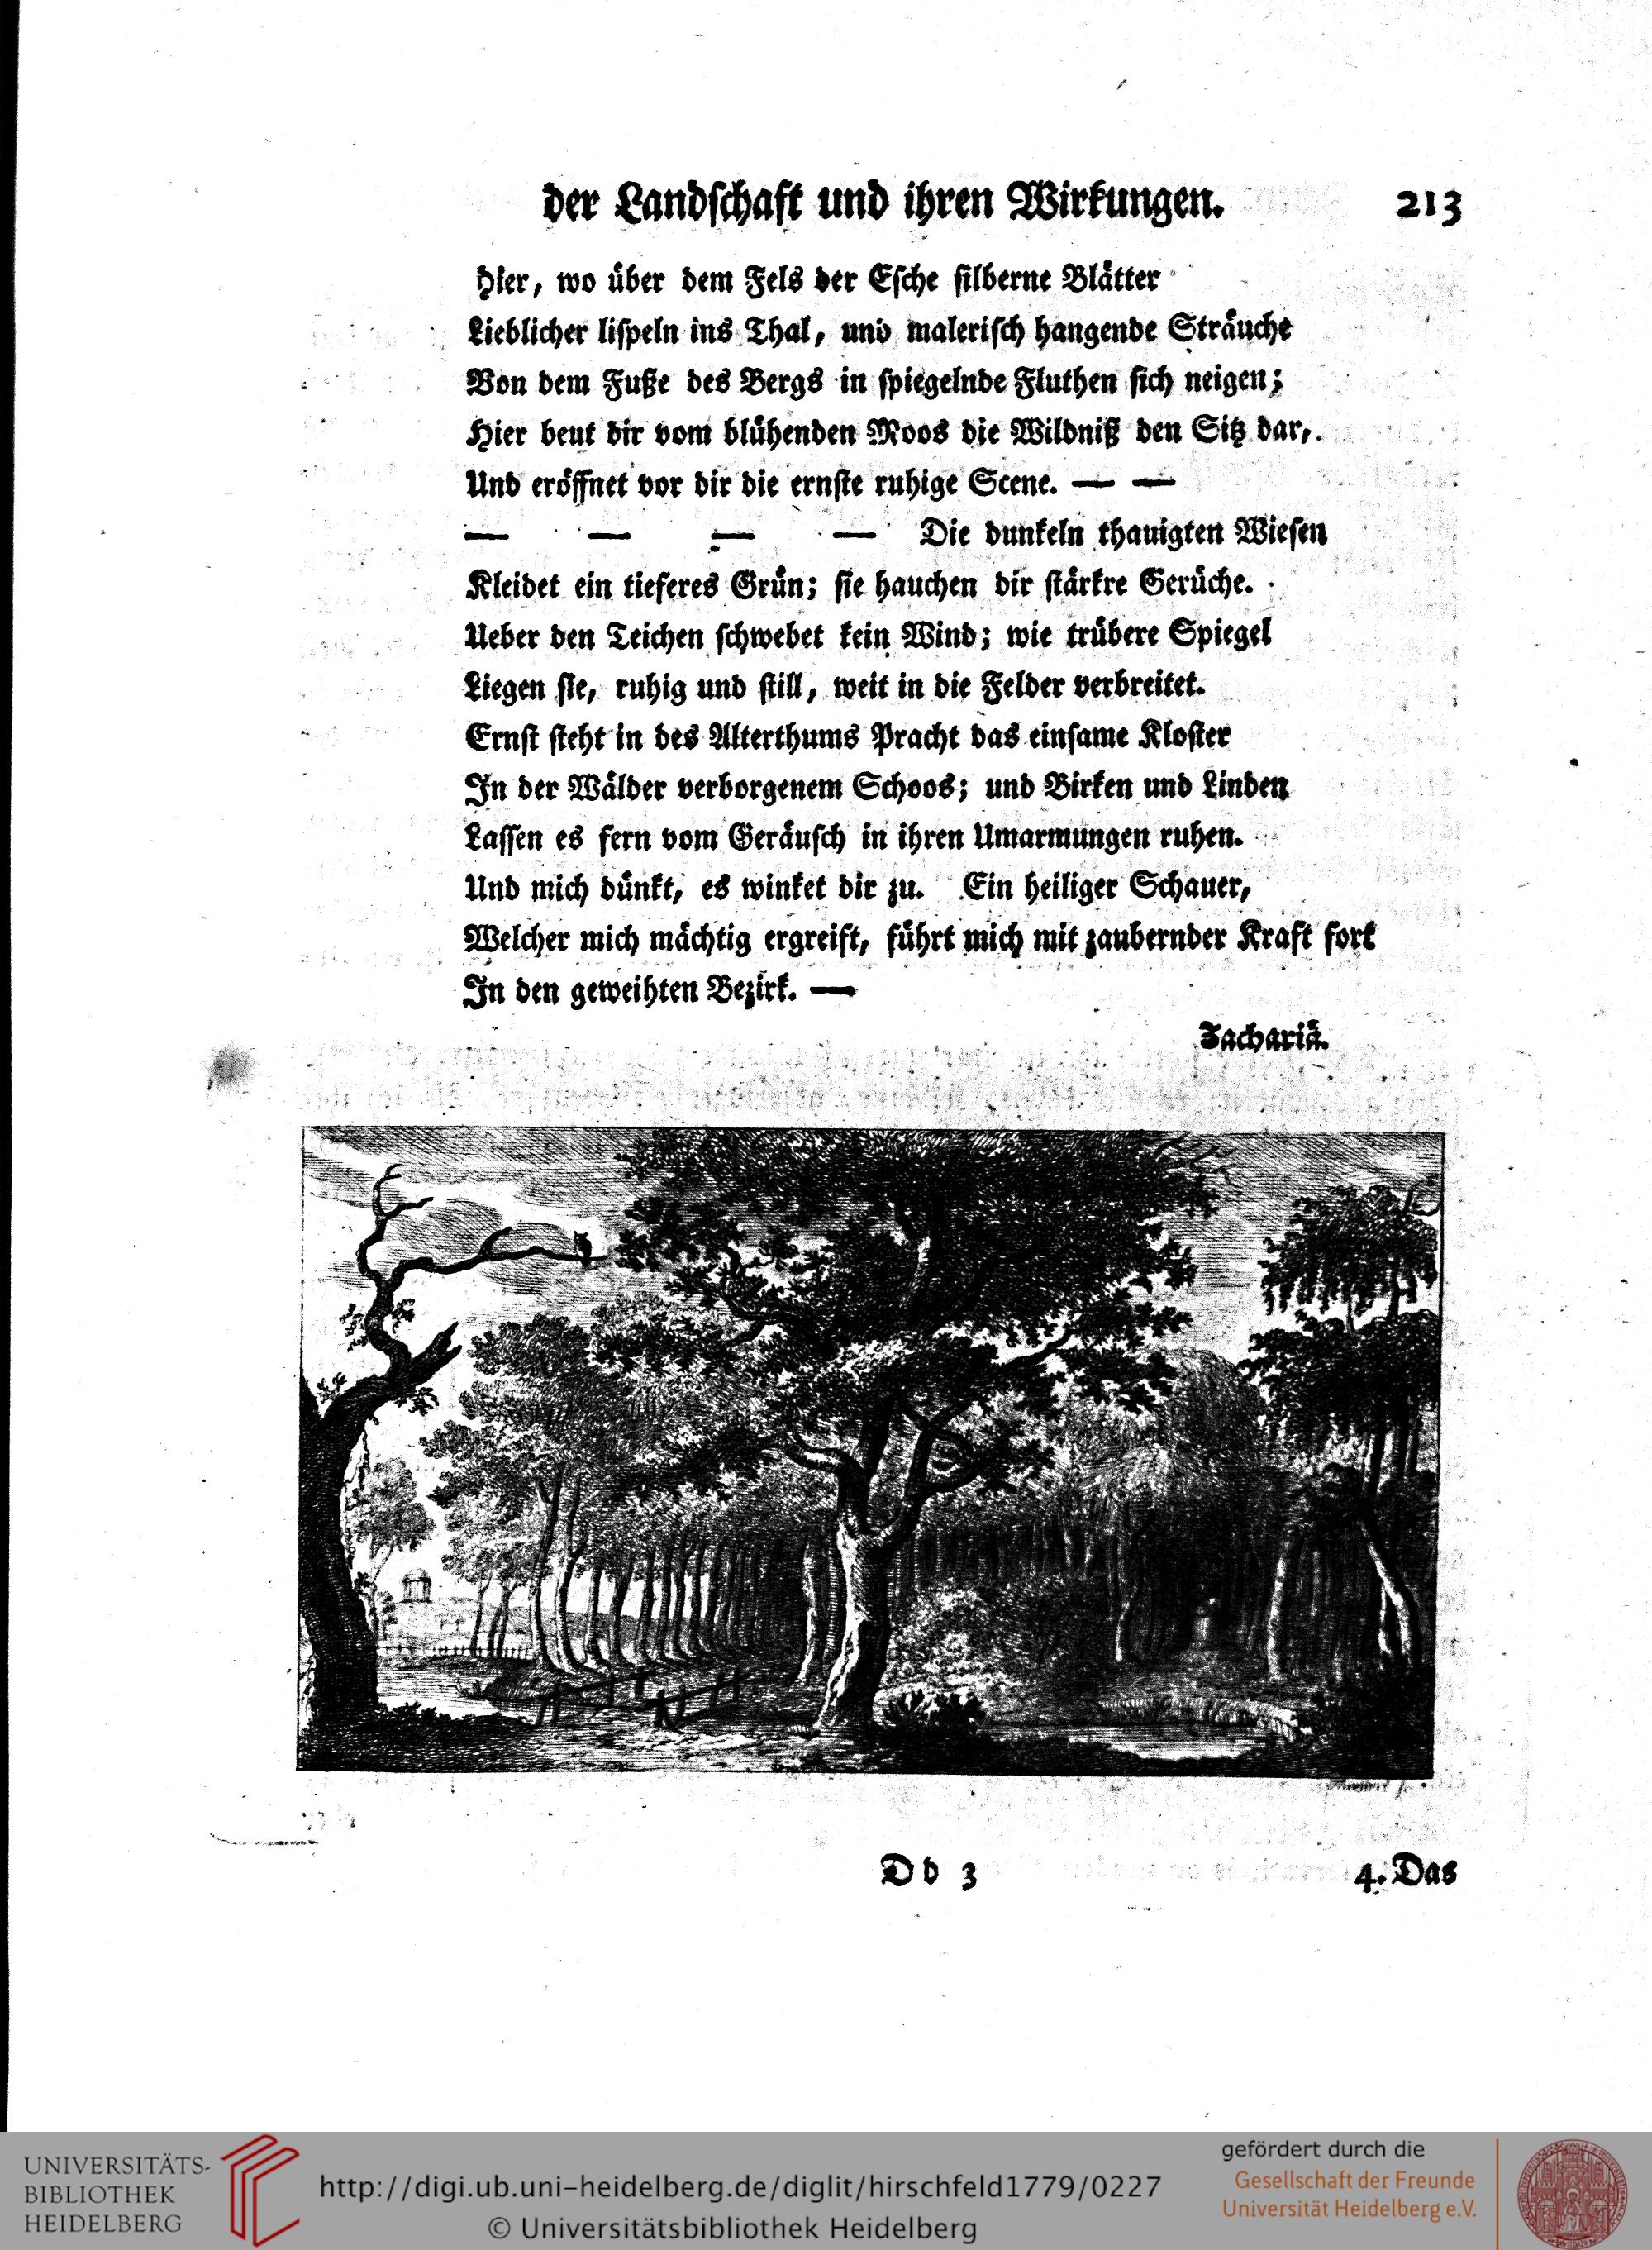 der Landschaft und ihren Wirkungen. 213
Hier, wo über dem Fels der Esche silberne Blätter
Lieblicher lispeln ins Thal, und malerisch hangende Sträuche
Von dem Fuße des Bergs in spiegelnde Fluthen sich neigen;
Hier beut dir vom blühenden Moos die Wildniß den Sitz dar,
Und eröffnet vor dir die ernste ruhige Scene. — —
— — — — Die dunkeln thauigten Wiesen
Kleidet ein tieferes Grün; sie hauchen dir stärkre Gerüche.
Ueber den Teichen schwebet kein Wind; wie trübere Spiegel
Liegen sie, ruhig und still, weit in die Felder verbreitet.
Ernst steht in des Alterthums Pracht das einsame Kloster
In der Wälder verborgenem Schoos; und Birken und Linden
Lassen es fern vom Geräusch in ihren Umarmungen ruhen.
Und mich dünkt, es winket dir zu. Ein heiliger Schauer,
Welcher mich mächtig ergreift, führt mich mit zaubernder Kraft fort
In den geweihten Bezirk. —
Zachariä.
D d 3 4. Das
UNIVERSITÄTS-
BIBLIOTHEK
HEIDELBERG
http://digi.ub.uni-heidelberg.de/diglit/hirschfeld1779/0227
© Universitätsbibliothek Heidelberg
gefördert durch die
Gesellschaft der Freunde
Universität Heidelberg e.V.